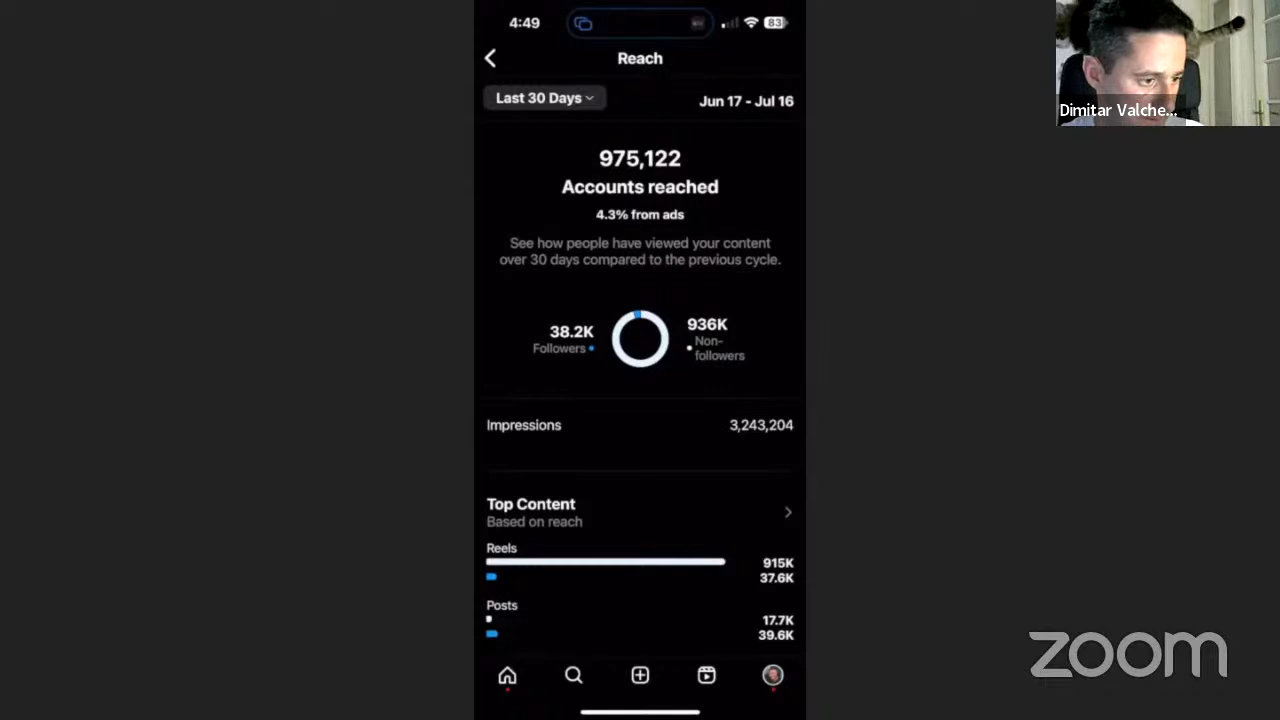 4:49
83
Reach
Last 30 Days
Jun 17 - Jul 16
975,122
Accounts reached
4.3% from ads
See how people have viewed your content
over 30 days compared to the previous cycle.
38.2K
Followers
936K
Non-
followers
Impressions
3,243,204
Top Content
Based on reach
Reels
915K
37.6K
Posts
17.7K
39.6K
Dimitar Valche...
zoom